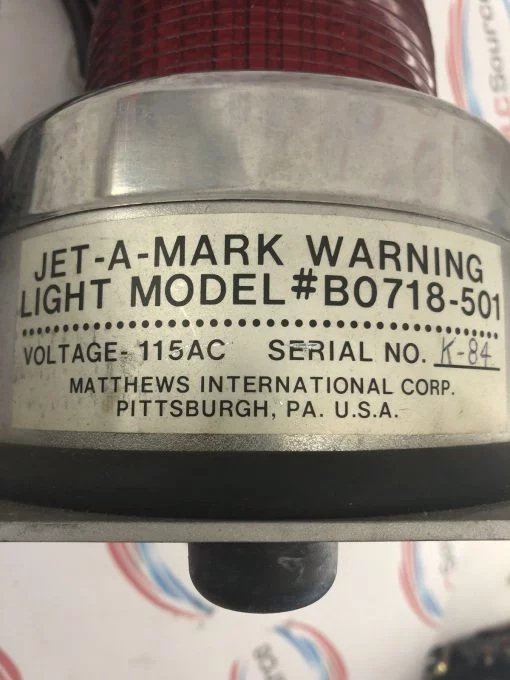 JET-A-MARK WARNING
LIGHT MODEL #B0718-501
VOLTAGE- 115AC SERIAL NO. K-84
MATTHEWS INTERNATIONAL CORP.
PITTSBURGH, PA. U.S.A.